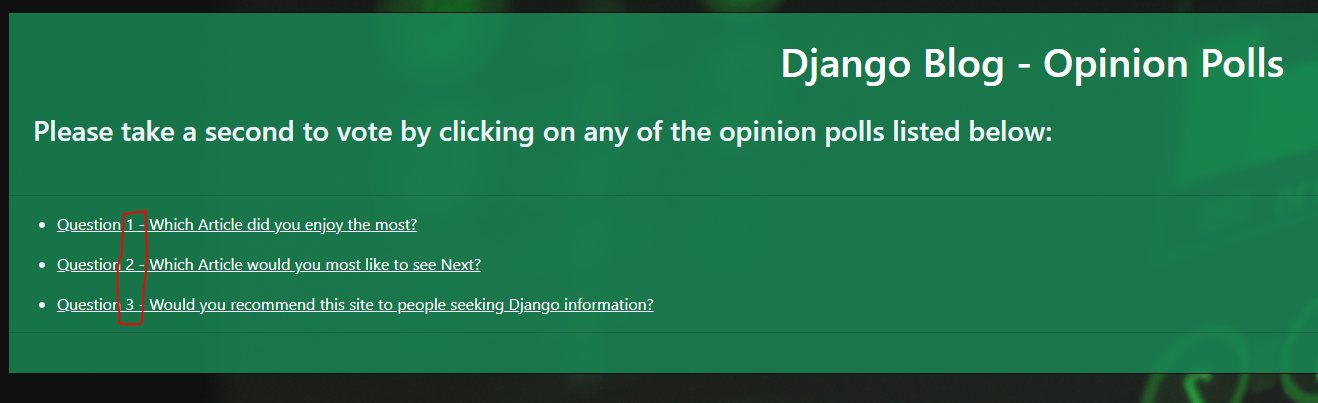 Django Blog - Opinion Polls
Please take a second to vote by clicking on any of the opinion polls listed below:
Question 1 - Which Article did you enjoy the most?
Question 2 - Which Article would you most like to see Next?
Question 3 - Would you recommend this site to people seeking Django information?